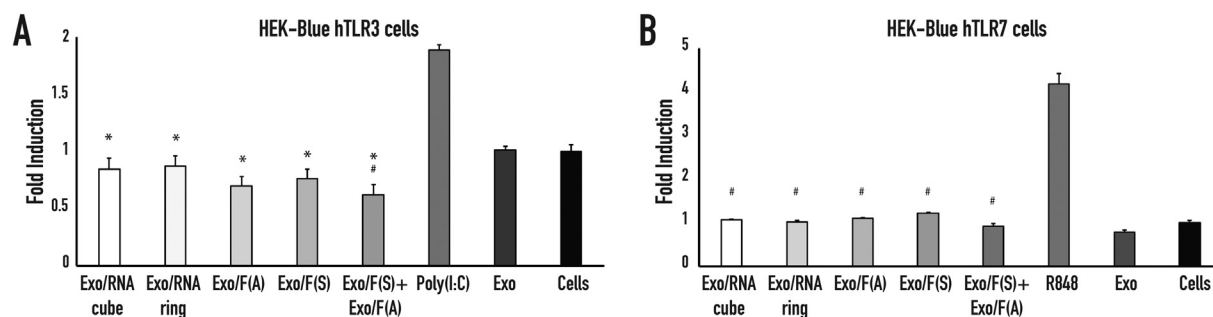 A
HEK–Blue hTLR3 cells
Fold Induction
2
1.5
1
0.5
0
* * * * *
#
Exo/RNA cube
Exo/RNA ring
Exo/F(A)
Exo/F(S)
Exo/F(S)+
Exo/F(A)
Poly(I:C)
Exo
Cells
B
HEK–Blue hTLR7 cells
Fold Induction
5
4
3
2
1
0
# # # # #
Exo/RNA cube
Exo/RNA ring
Exo/F(A)
Exo/F(S)
Exo/F(S)+
Exo/F(A)
R848
Exo
Cells